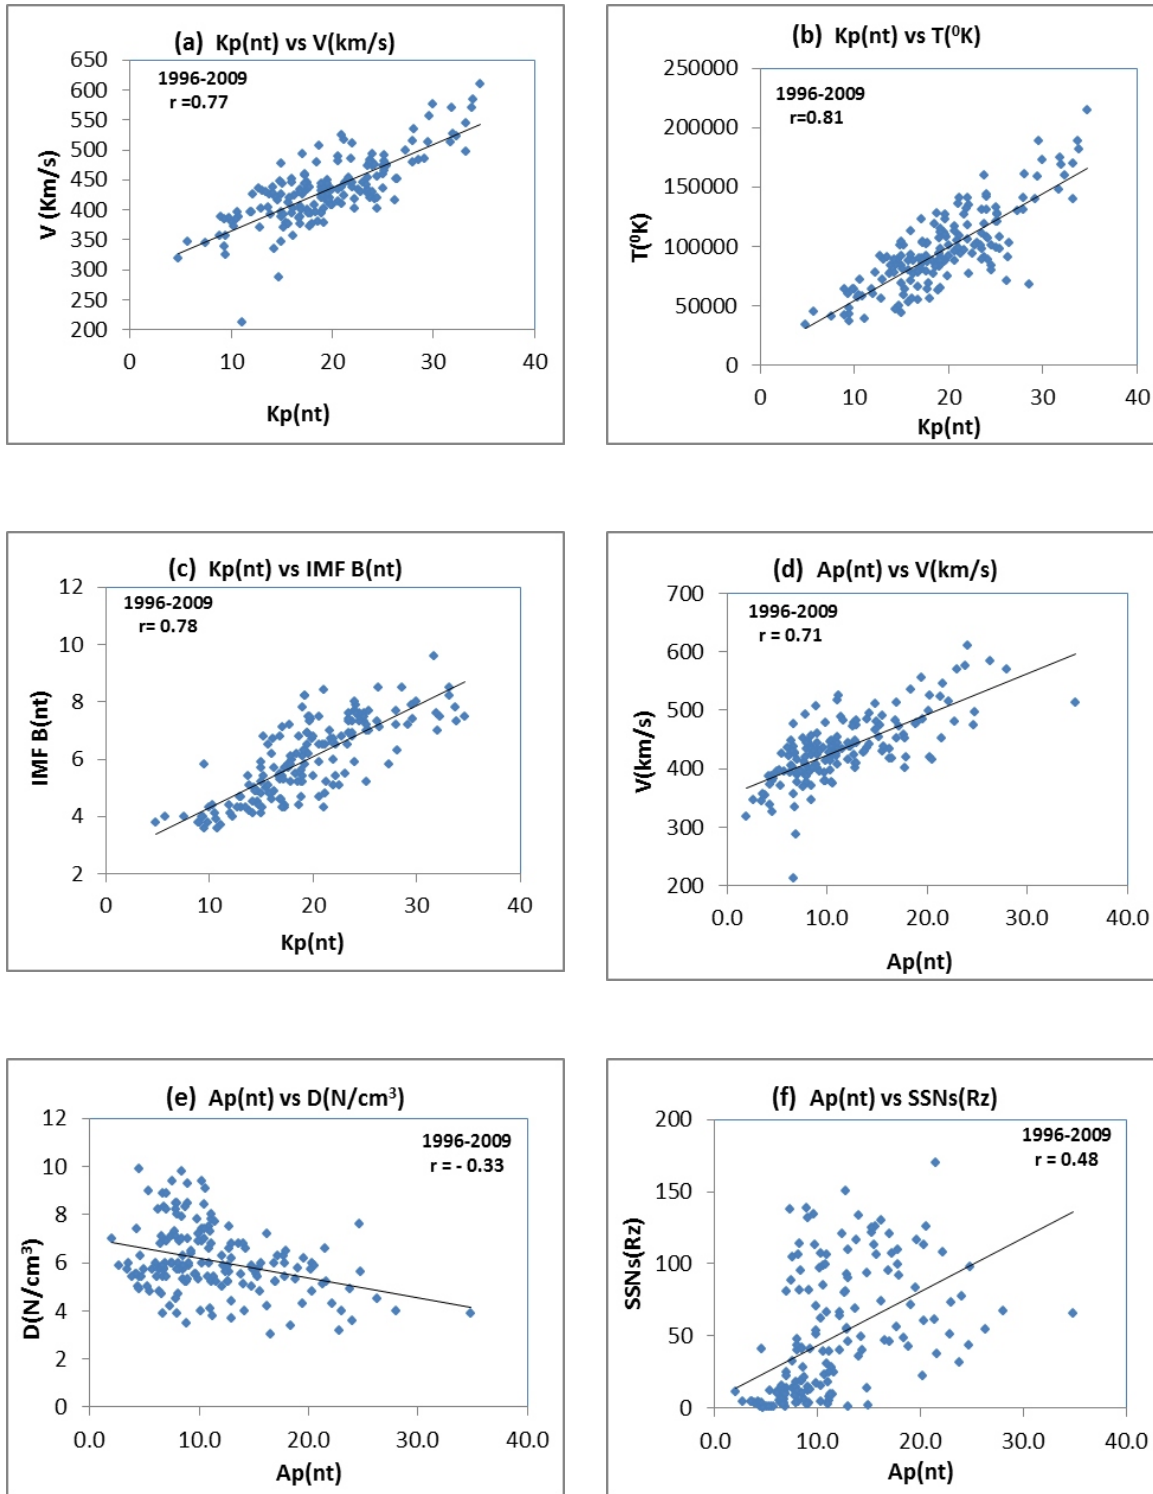 (a) Kp(nt) vs V(km/s)
1996-2009
r =0.77
650
600
550
500
450
400
350
300
250
200
V (Km/s)
0 10 20 30 40
Kp(nt)
(b) Kp(nt) vs T(⁰K)
1996-2009
r=0.81
250000
200000
150000
100000
50000
0
T(⁰K)
0 10 20 30 40
Kp(nt)
(c) Kp(nt) vs IMF B(nt)
1996-2009
r= 0.78
12
10
8
6
4
2
IMF B(nt)
0 10 20 30 40
Kp(nt)
(d) Ap(nt) vs V(km/s)
1996-2009
r = 0.71
700
600
500
400
300
200
V(km/s)
0.0 10.0 20.0 30.0 40.0
Ap(nt)
(e) Ap(nt) vs D(N/cm³)
1996-2009
r = - 0.33
12
10
8
6
4
2
0
D(N/cm³)
0.0 10.0 20.0 30.0 40.0
Ap(nt)
(f) Ap(nt) vs SSNs(Rz)
1996-2009
r = 0.48
200
150
100
50
0
SSNs(Rz)
0.0 10.0 20.0 30.0 40.0
Ap(nt)